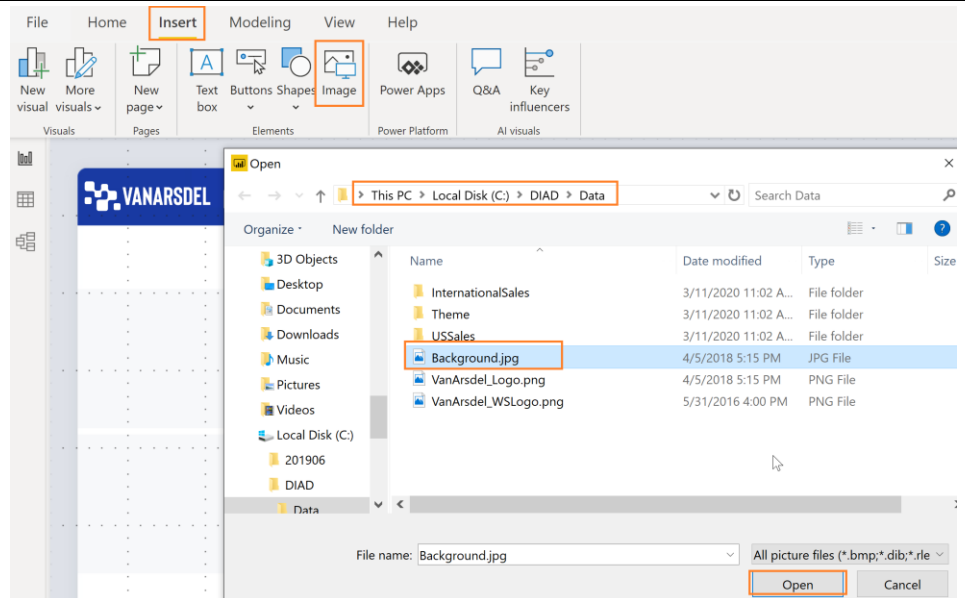 File Home Insert Modeling View Help
New visual More visuals New page Text box Buttons Shapes Image Power Apps Q&A Key influencers
Visuals Pages Elements Power Platform AI visuals
VANARSDEL
Open
This PC > Local Disk (C:) > DIAD > Data
Search Data
Organize New folder
Name Date modified Type Size
3D Objects
Desktop
Documents
Downloads
Music
Pictures
Videos
Local Disk (C:)
201906
DIAD
Data
InternationalSales 3/11/2020 11:02 A... File folder
Theme 3/11/2020 11:02 A... File folder
USSales 3/11/2020 11:02 A... File folder
Background.jpg 4/5/2018 5:15 PM JPG File
VanArsdel_Logo.png 4/5/2018 5:15 PM PNG File
VanArsdel_WSLogo.png 5/31/2016 4:00 PM PNG File
File name: Background.jpg All picture files (*.bmp;*.dib;*.rle
Open Cancel